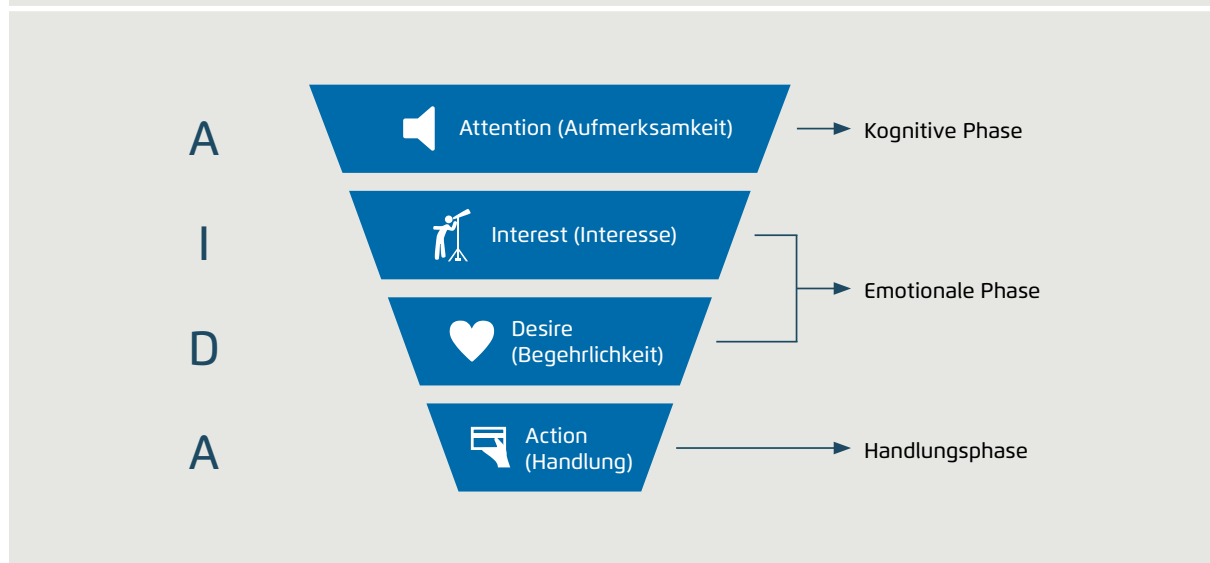 A
Attention (Aufmerksamkeit)
Kognitive Phase
I
Interest (Interesse)
Emotionale Phase
D
Desire
(Begehrlichkeit)
A
Action
(Handlung)
Handlungsphase